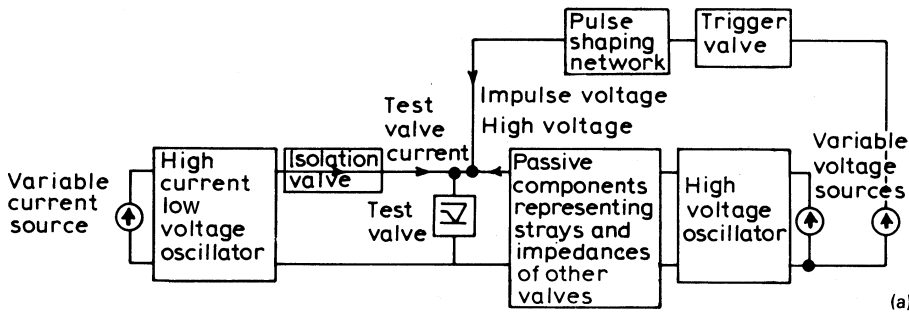 Pulse
shaping
network
Trigger
valve
Impulse voltage
High voltage
Test
valve
current
Variable
voltage
sources
Variable
current
source
High
current
low
voltage
oscillator
Isolation
valve
Test
valve
Passive
components
representing
strays and
impedances
of other
valves
High
voltage
oscillator
(a)